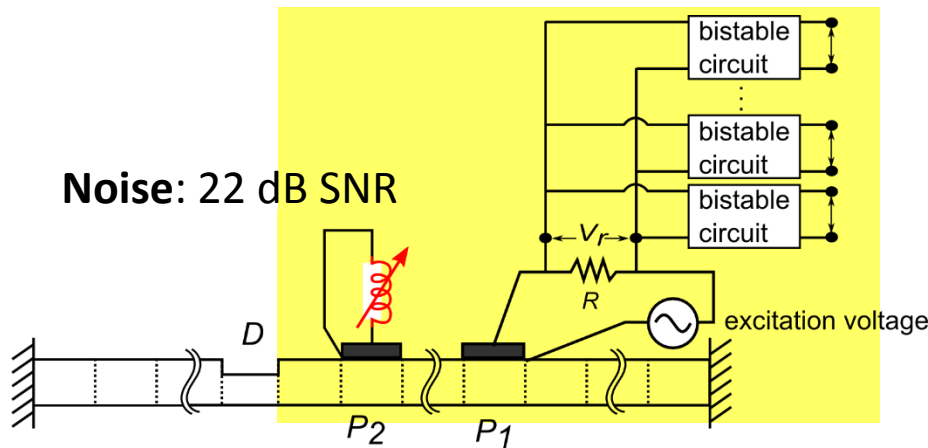 bistable
circuit
bistable
circuit
Noise: 22 dB SNR
bistable
circuit
Vr
R
excitation voltage
D
P2
P1